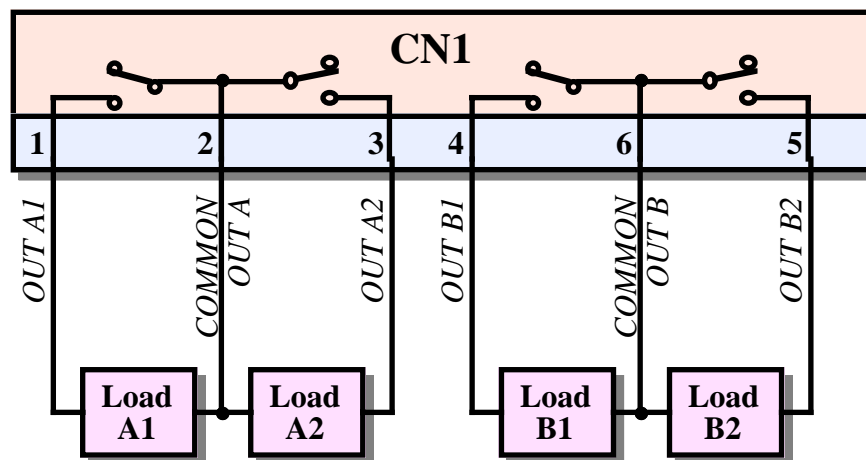 CN1
1 2 3 4 6 5
OUT A1
COMMON
OUT A
OUT A2
OUT B1
COMMON
OUT B
OUT B2
Load
A1
Load
A2
Load
B1
Load
B2